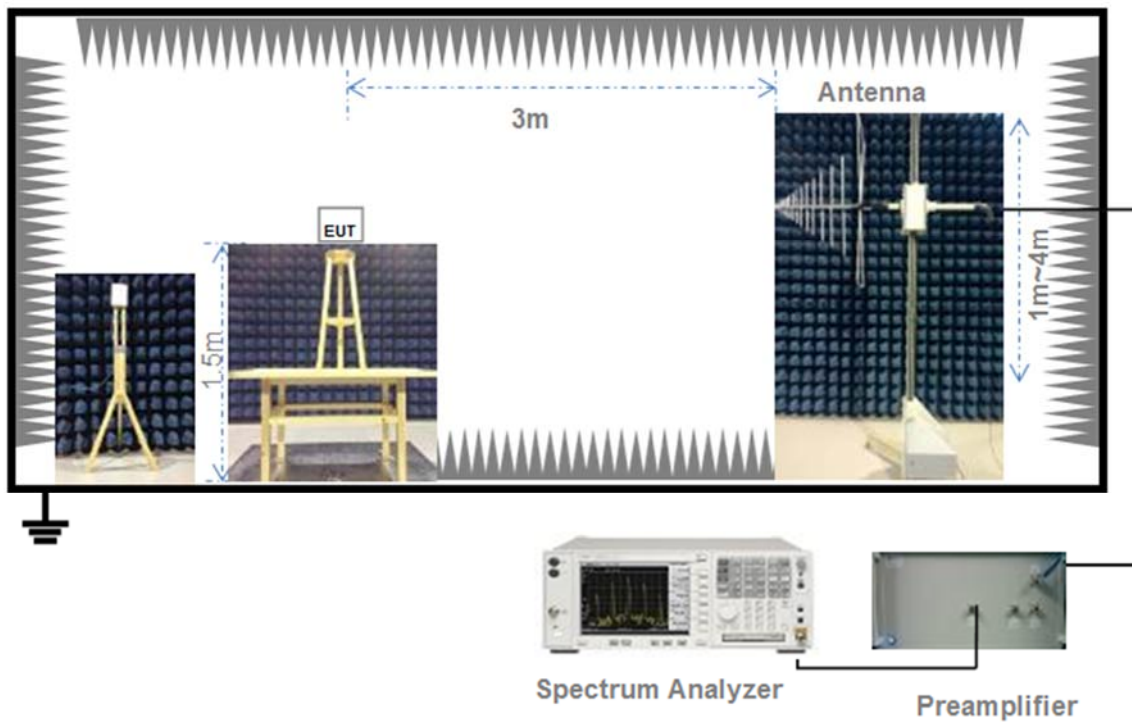 Antenna
3m
EUT
1.5m
1m~4m
Spectrum Analyzer
Preamplifier